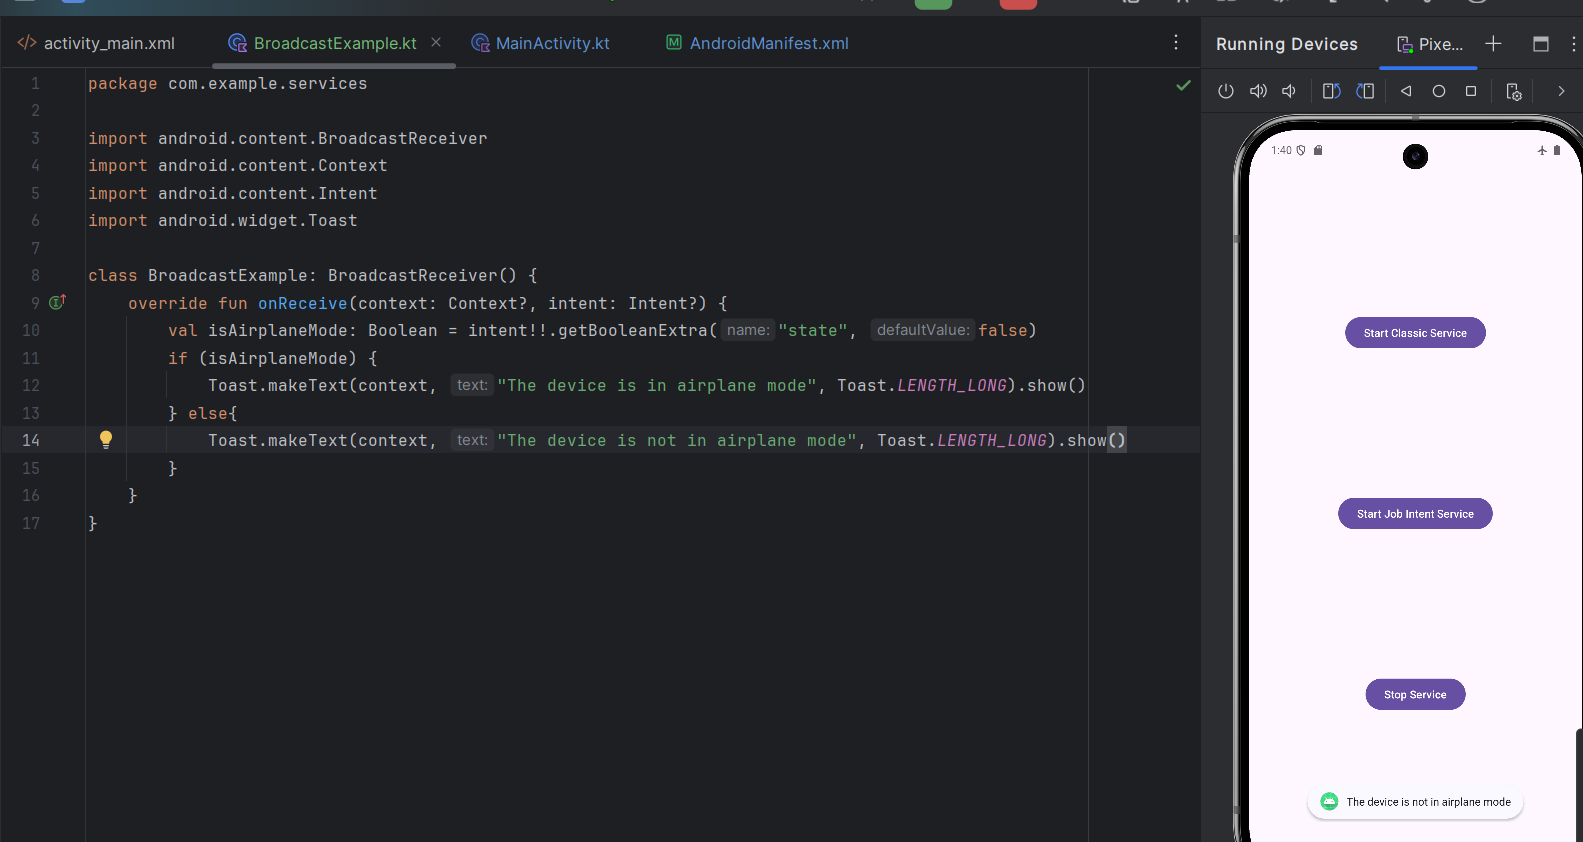 activity_main.xml
BroadcastExample.kt
MainActivity.kt
AndroidManifest.xml
Running Devices
Pixe...
1 package com.example.services
2
3 import android.content.BroadcastReceiver
4 import android.content.Context
5 import android.content.Intent
6 import android.widget.Toast
7
8 class BroadcastExample: BroadcastReceiver() {
9 override fun onReceive(context: Context?, intent: Intent?) {
10 val isAirplaneMode: Boolean = intent!!.getBooleanExtra( name: "state", defaultValue: false)
11 if (isAirplaneMode) {
12 Toast.makeText(context, text: "The device is in airplane mode", Toast.LENGTH_LONG).show()
13 } else{
14 Toast.makeText(context, text: "The device is not in airplane mode", Toast.LENGTH_LONG).show()
15 }
16 }
17 }
1:40
Start Classic Service
Start Job Intent Service
Stop Service
The device is not in airplane mode